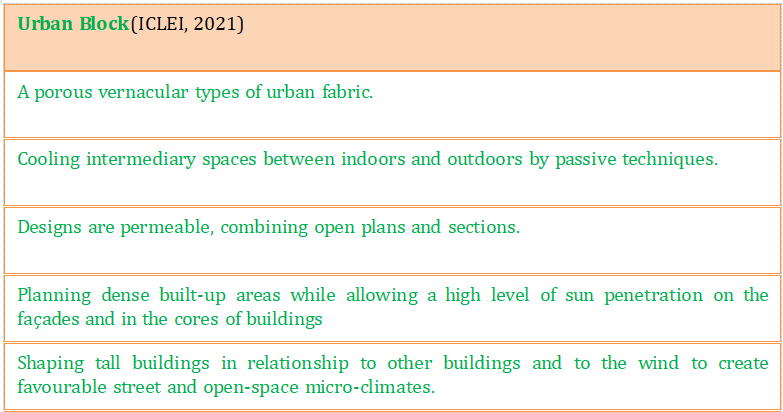 Urban Block(ICLEI, 2021)
A porous vernacular types of urban fabric.
Cooling intermediary spaces between indoors and outdoors by passive techniques.
Designs are permeable, combining open plans and sections.
Planning dense built-up areas while allowing a high level of sun penetration on the
façades and in the cores of buildings
Shaping tall buildings in relationship to other buildings and to the wind to create
favourable street and open-space micro-climates.